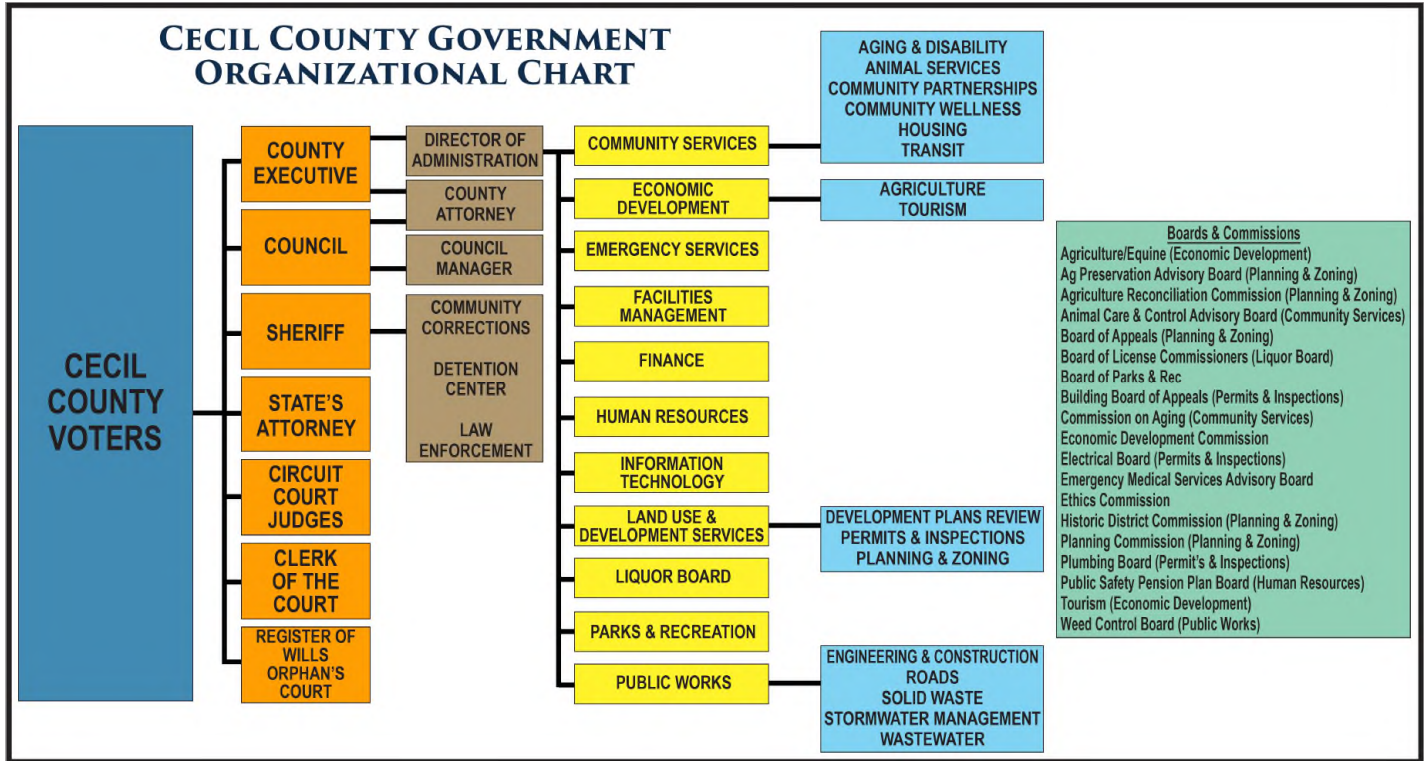 CECIL COUNTY GOVERNMENT
ORGANIZATIONAL CHART
CECIL
COUNTY
VOTERS
COUNTY
EXECUTIVE
COUNCIL
SHERIFF
STATE'S
ATTORNEY
CIRCUIT
COURT
JUDGES
CLERK
OF THE
COURT
REGISTER OF
WILLS
ORPHAN'S
COURT
DIRECTOR OF
ADMINISTRATION
COUNTY
ATTORNEY
COUNCIL
MANAGER
COMMUNITY
CORRECTIONS
DETENTION
CENTER
LAW
ENFORCEMENT
COMMUNITY SERVICES
ECONOMIC
DEVELOPMENT
EMERGENCY SERVICES
FACILITIES
MANAGEMENT
FINANCE
HUMAN RESOURCES
INFORMATION
TECHNOLOGY
LAND USE &
DEVELOPMENT SERVICES
LIQUOR BOARD
PARKS & RECREATION
PUBLIC WORKS
AGING & DISABILITY
ANIMAL SERVICES
COMMUNITY PARTNERSHIPS
COMMUNITY WELLNESS
HOUSING
TRANSIT
AGRICULTURE
TOURISM
DEVELOPMENT PLANS REVIEW
PERMITS & INSPECTIONS
PLANNING & ZONING
ENGINEERING & CONSTRUCTION
ROADS
SOLID WASTE
STORMWATER MANAGEMENT
WASTEWATER
Boards & Commissions
Agriculture/Equine (Economic Development)
Ag Preservation Advisory Board (Planning & Zoning)
Agriculture Reconciliation Commission (Planning & Zoning)
Animal Care & Control Advisory Board (Community Services)
Board of Appeals (Planning & Zoning)
Board of License Commissioners (Liquor Board)
Board of Parks & Rec
Building Board of Appeals (Permits & Inspections)
Commission on Aging (Community Services)
Economic Development Commission
Electrical Board (Permits & Inspections)
Emergency Medical Services Advisory Board
Ethics Commission
Historic District Commission (Planning & Zoning)
Planning Commission (Planning & Zoning)
Plumbing Board (Permit's & Inspections)
Public Safety Pension Plan Board (Human Resources)
Tourism (Economic Development)
Weed Control Board (Public Works)